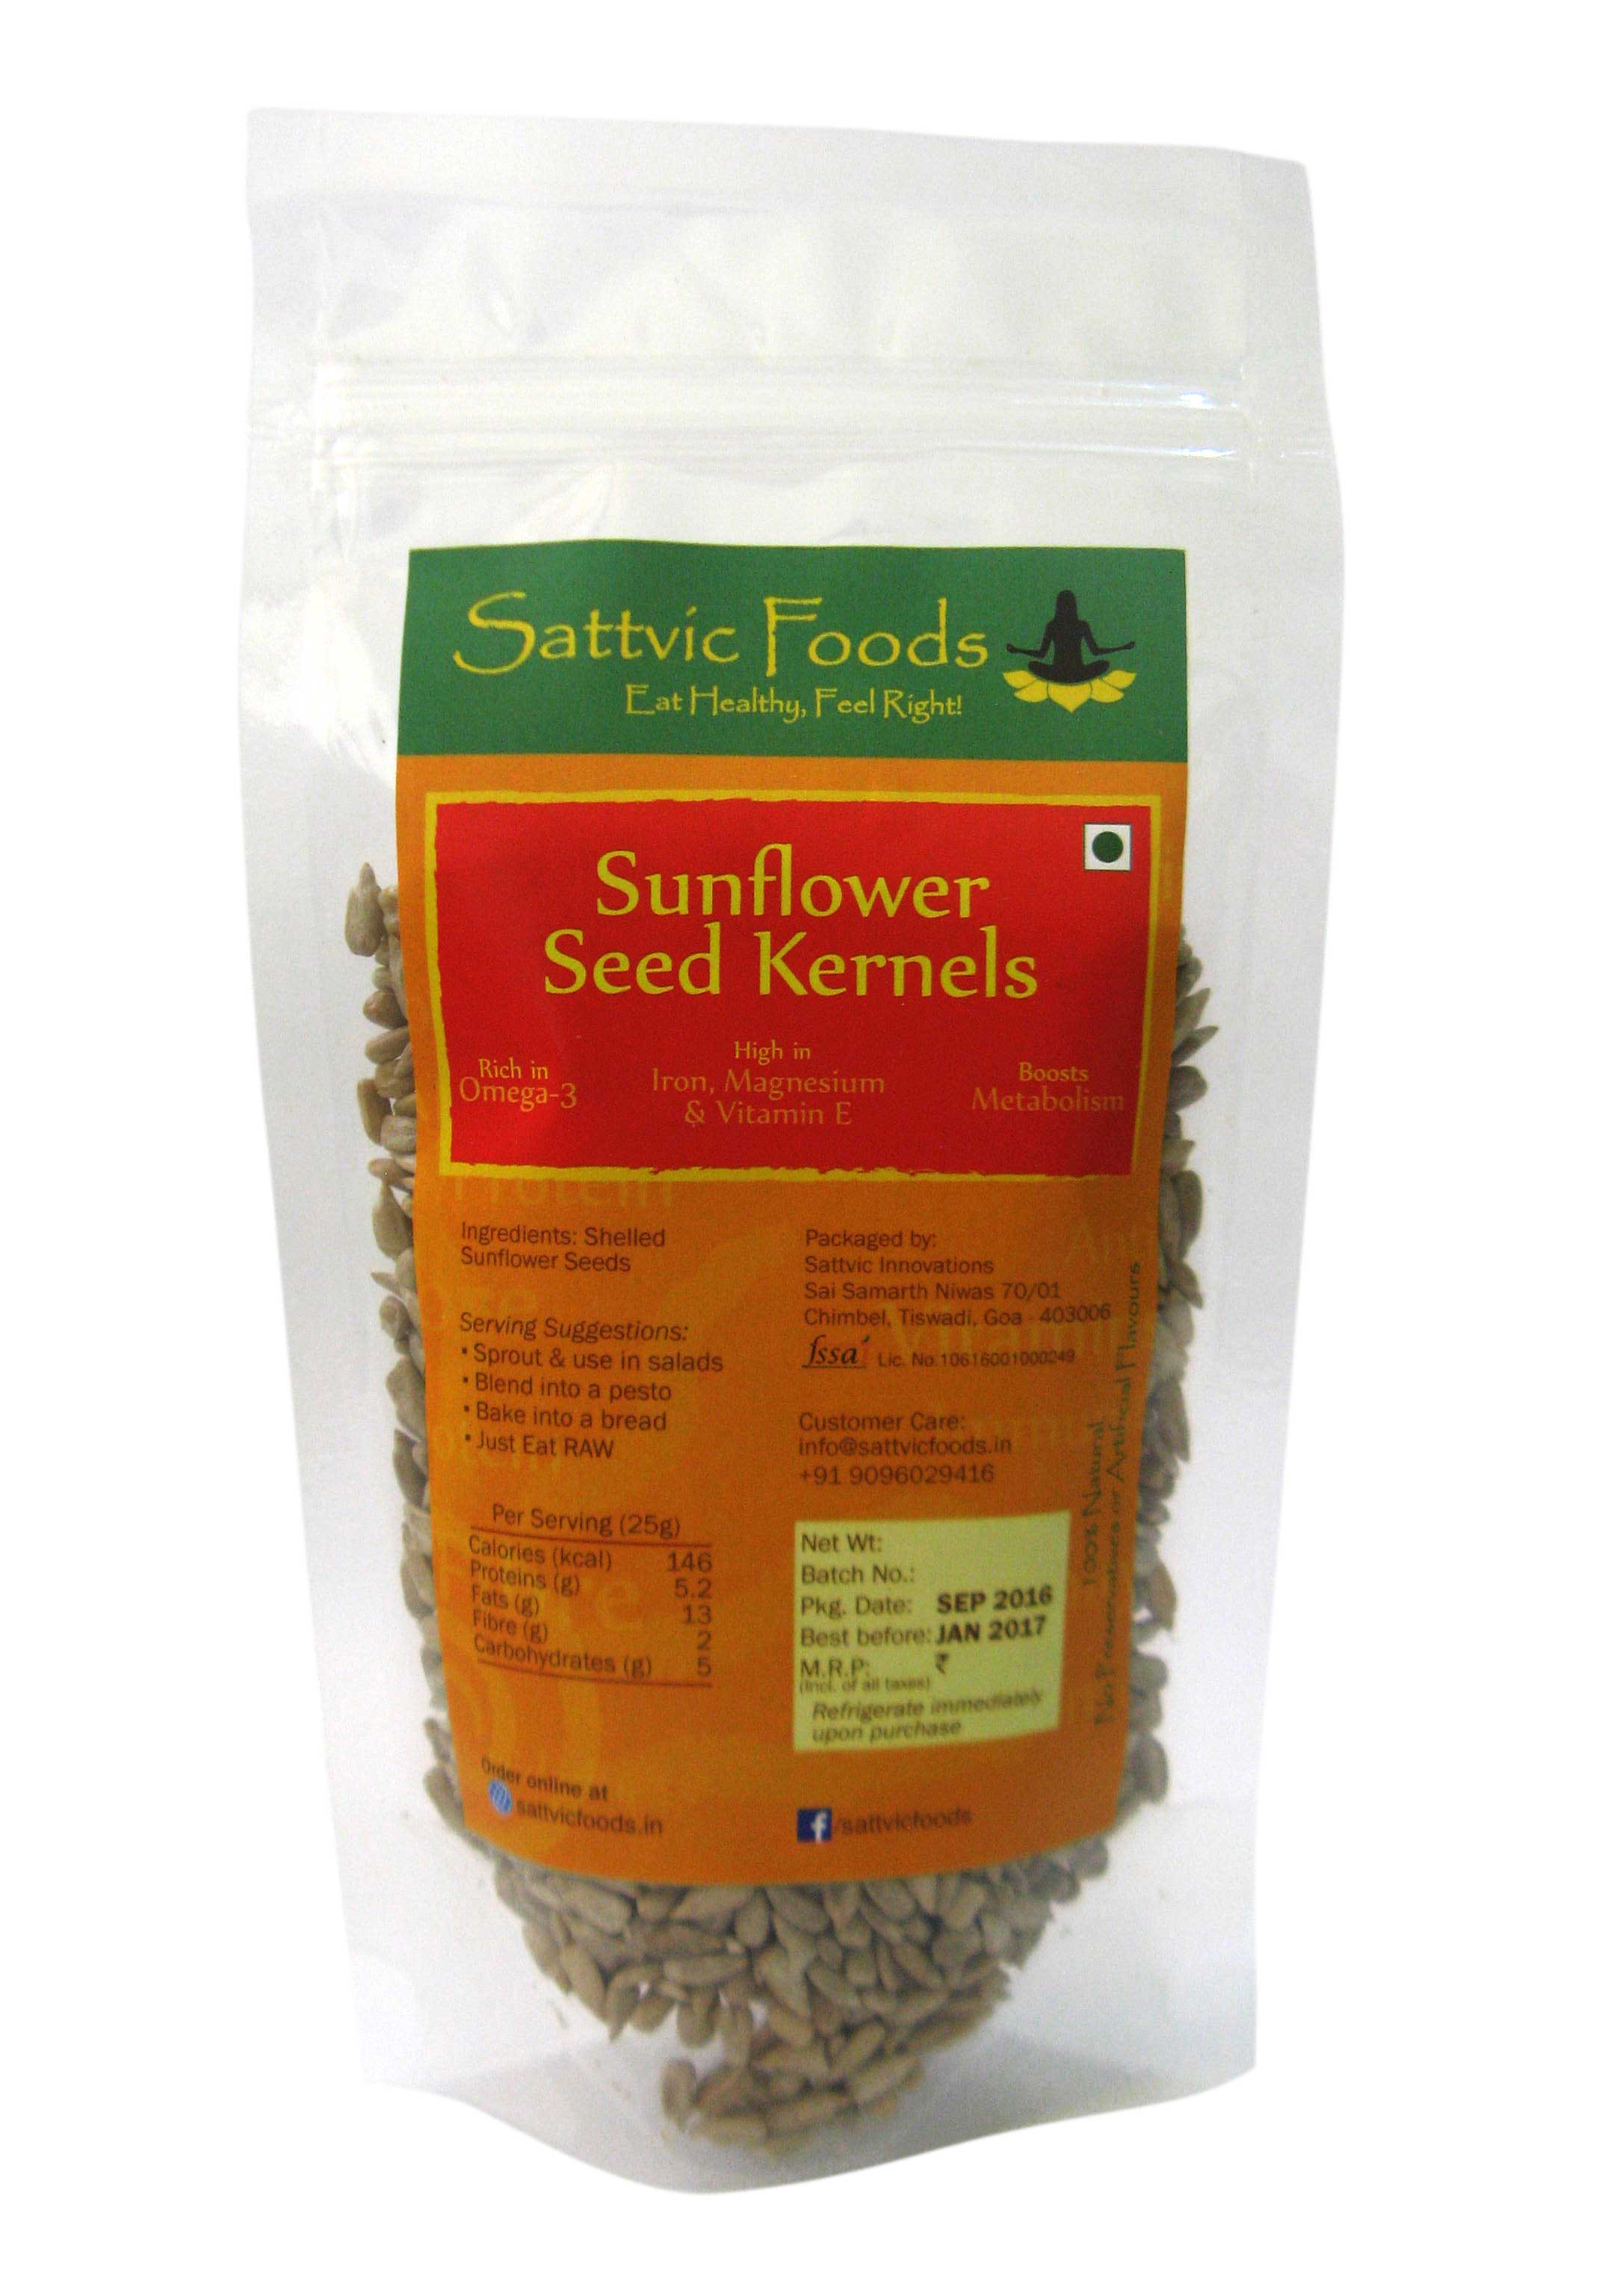 Sattvic Foods
Eat Healthy, Feel Right!
Sunflower
Seed Kernels
Rich in
Omega-3
High in
Iron, Magnesium
& Vitamin E
Boosts
Metabolism
Ingredients: Shelled
Sunflower Seeds
Serving Suggestions:
• Sprout & use in salads
• Blend into a pesto
• Bake into a bread
• Just Eat RAW
Per Serving (25g)
Calories (kcal) 146
Proteins (g) 5.2
Fats (g) 13
Fibre (g) 2
Carbohydrates (g) 5
Order online at
sattvicfoods.in
Packaged by:
Sattvic Innovations
Sai Samarth Niwas 70/01
Chimbel, Tiswadi, Goa - 403006
fssai Lic. No.10616001000249
Customer Care:
info@sattvicfoods.in
+91 9096029416
Net Wt:
Batch No.:
Pkg. Date: SEP 2016
Best before: JAN 2017
M.R.P: ₹
(Incl. of all taxes)
Refrigerate immediately
upon purchase
f /sattvicfoods
100% Natural
No Preservatives or Artificial Flavours